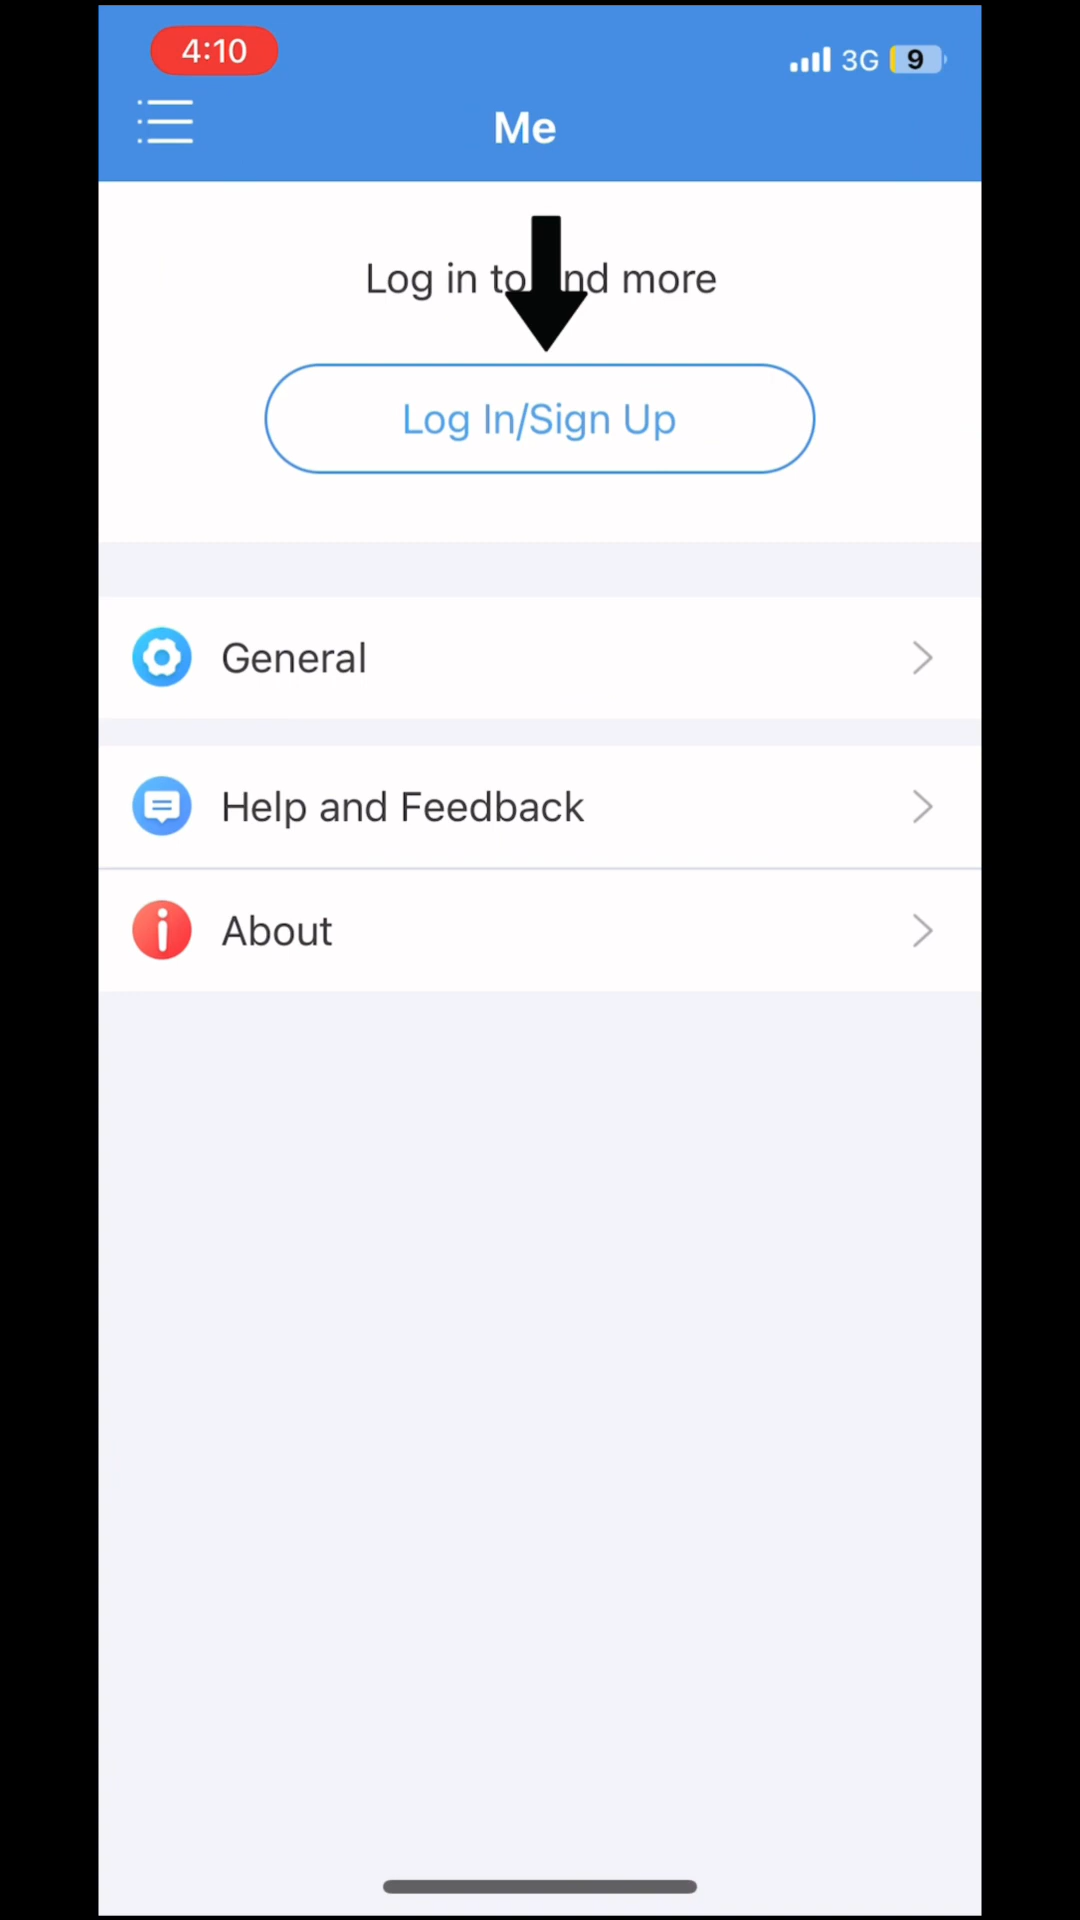 4:10
3G 9
Me
Log in to nd more
Log In/Sign Up
General
Help and Feedback
About